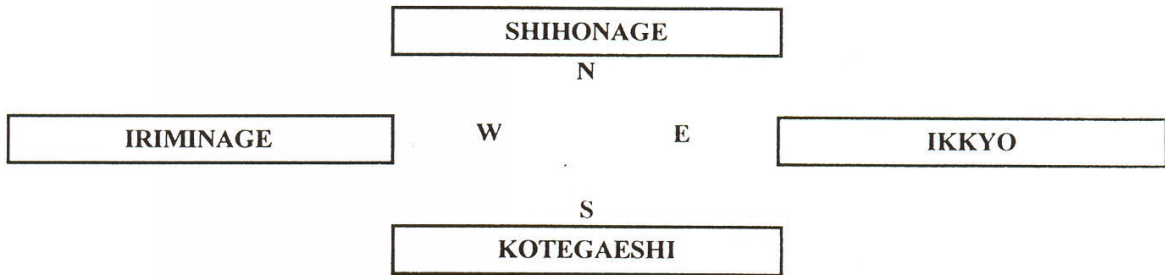 SHIHONAGE
N
IRIMINAGE W E IKKYO
S
KOTEGAESHI